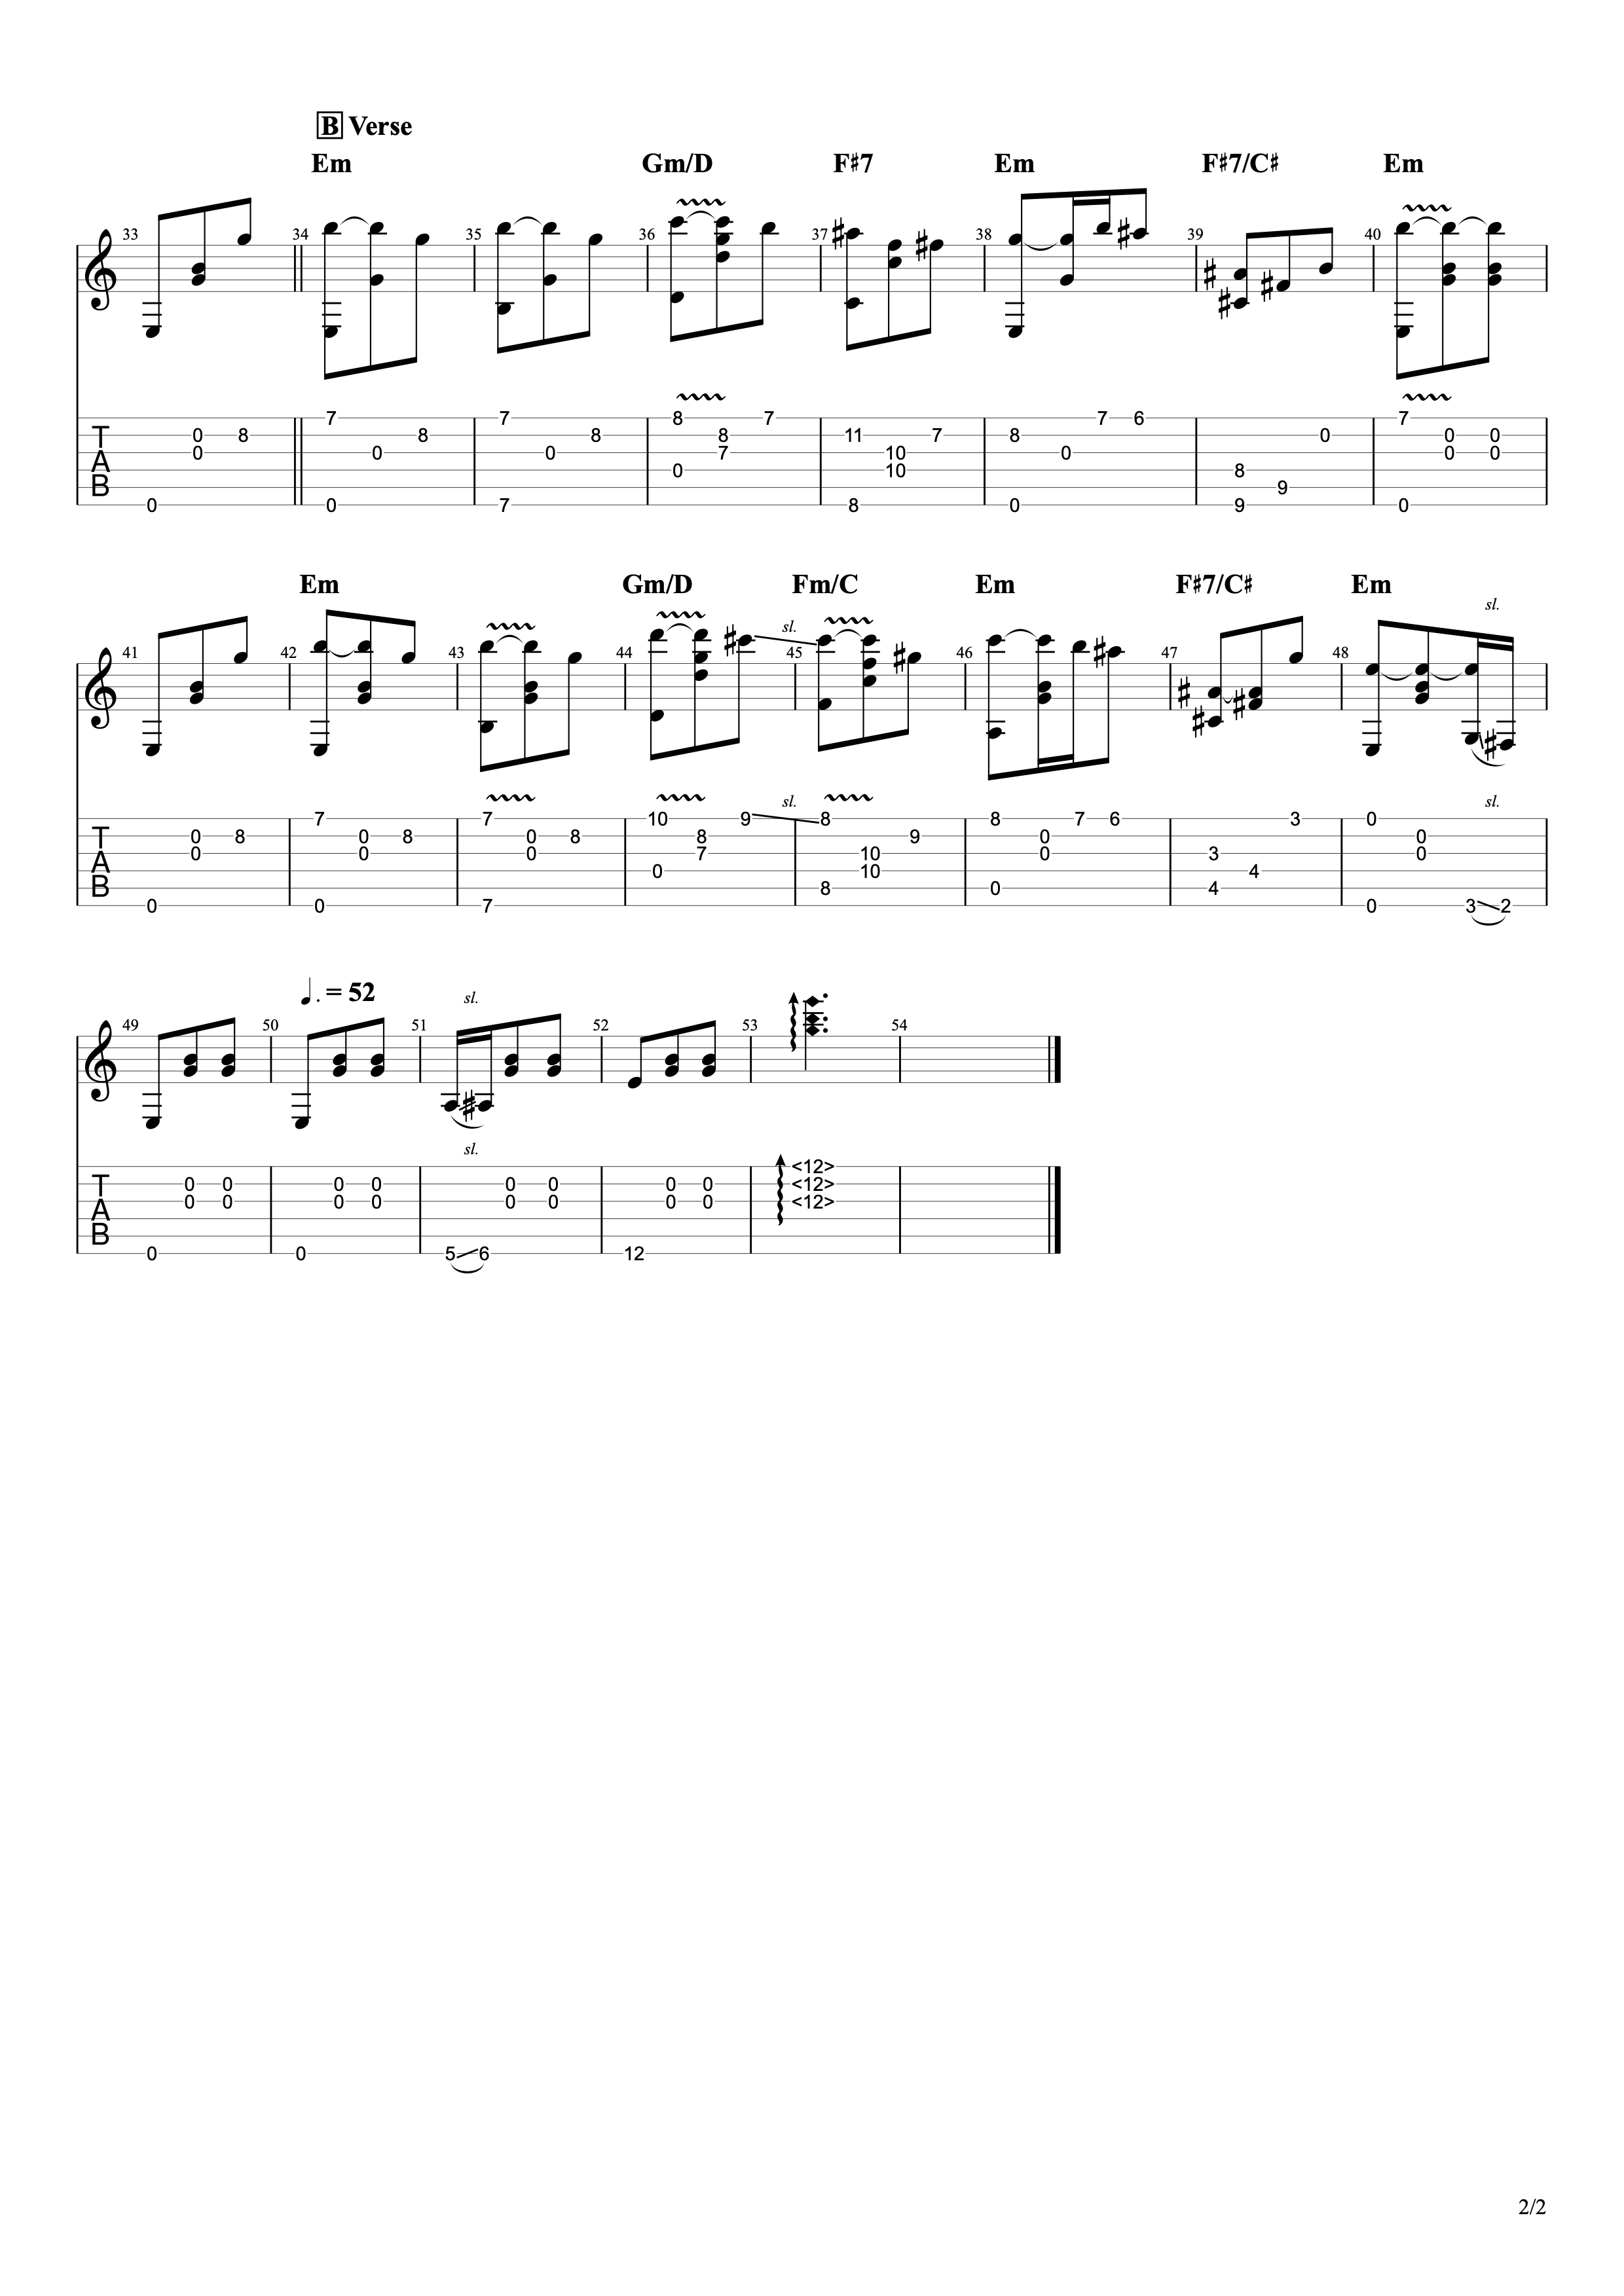 B Verse
Em Gm/D F♯7 Em F♯7/C♯ Em
33 34 35 36 37 38 39 40
T A B
7 7 8 7 7 6 7
0 8 8 8 8 11 7 8 0 0 0
0 0 0 7 10 0 0 0
0 10 8
9
0 0 7 8 0 9 0
Em Gm/D Fm/C Em F♯7/C♯ Em
sl.
sl.
41 42 43 44 45 46 47 48
sl. sl.
T A B
7 7 10 9 8 8 7 6 3 0
0 8 0 8 0 8 8 9 0 0
0 0 0 7 10 0 3 0
0 10 4
8 0 4
0 0 7 0 3 2
♩. = 52
sl.
49 50 51 52 53 54
sl.
T A B
<12>
0 0 0 0 0 0 0 0 <12>
0 0 0 0 0 0 0 0 <12>
0 0 5 6 12
2/2